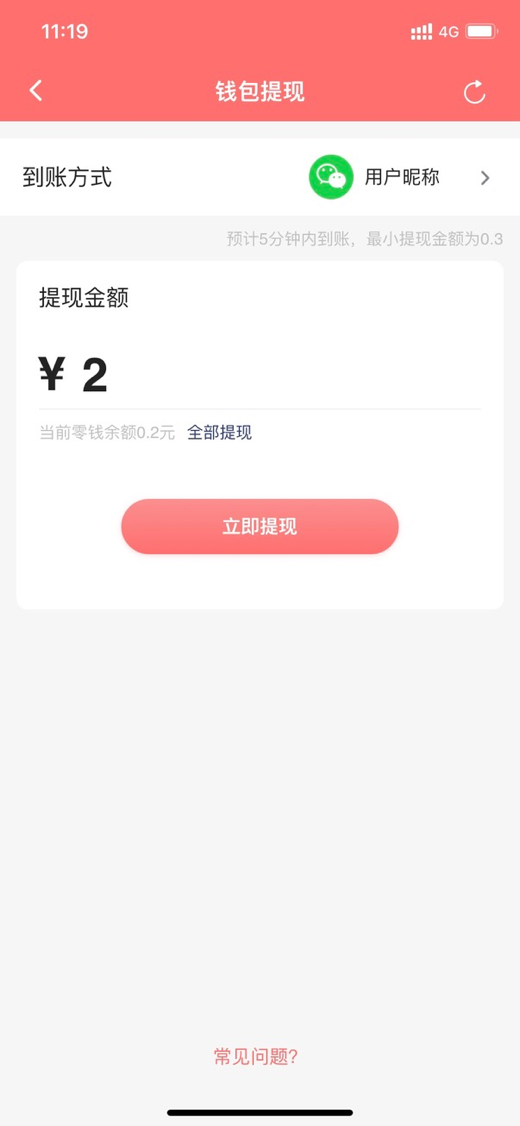 11:19
4G
钱包提现
到账方式
用户昵称
预计5分钟内到账，最小提现金额为0.3
提现金额
¥ 2
当前零钱余额0.2元 全部提现
立即提现
常见问题?